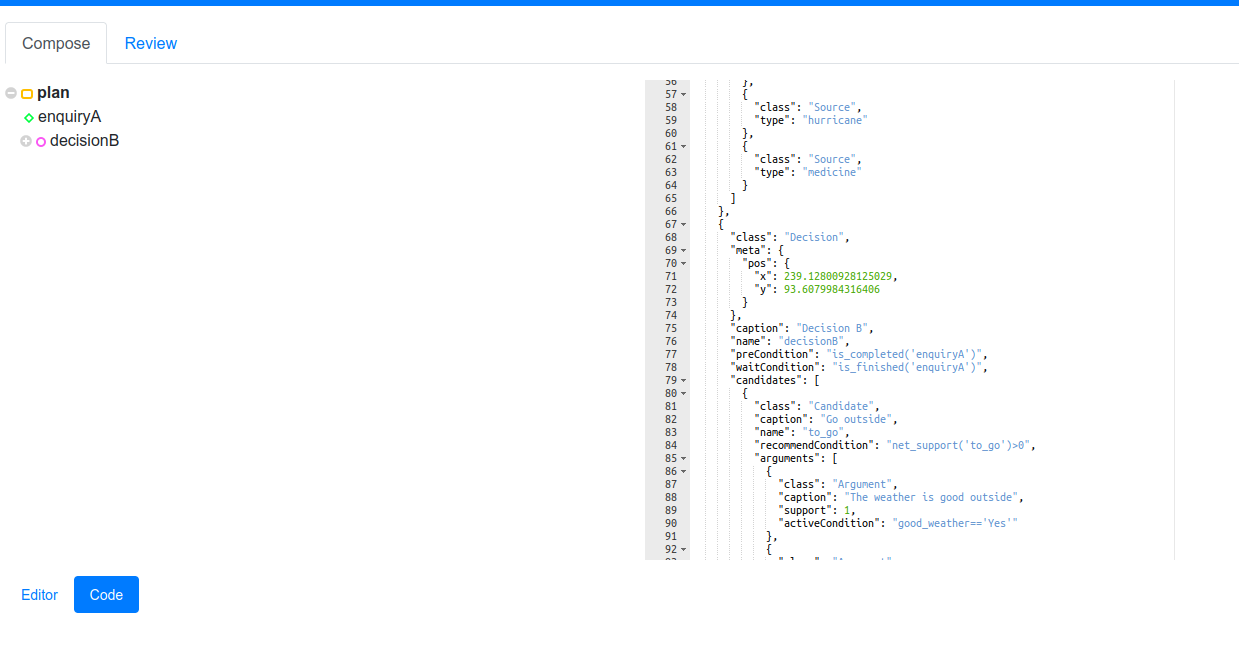 Compose Review
plan
enquiryA
decisionB
56 },
57 {
58 "class": "Source",
59 "type": "hurricane"
60 },
61 {
62 "class": "Source",
63 "type": "medicine"
64 }
65 ]
66 },
67 {
68 "class": "Decision",
69 "meta": {
70 "pos": {
71 "x": 239.12800928125029,
72 "y": 93.6079984316406
73 }
74 },
75 "caption": "Decision B",
76 "name": "decisionB",
77 "preCondition": "is_completed('enquiryA')",
78 "waitCondition": "is_finished('enquiryA')",
79 "candidates": [
80 {
81 "class": "Candidate",
82 "caption": "Go outside",
83 "name": "to_go",
84 "recommendCondition": "net_support('to_go')>0",
85 "arguments": [
86 {
87 "class": "Argument",
88 "caption": "The weather is good outside",
89 "support": 1,
90 "activeCondition": "good_weather=='Yes'"
91 },
92 {
Editor Code